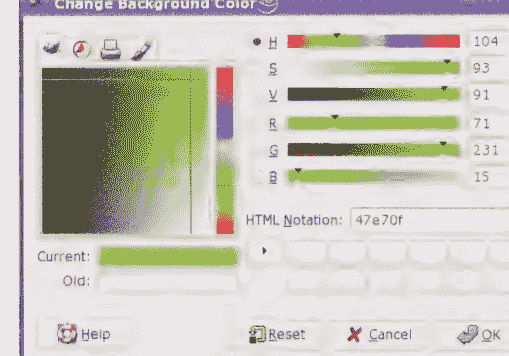 Change Background Color
H 104
S 93
V 91
R 71
G 231
B 15
HTML Notation: 47e70f
Current:
Old:
Help Reset Cancel OK